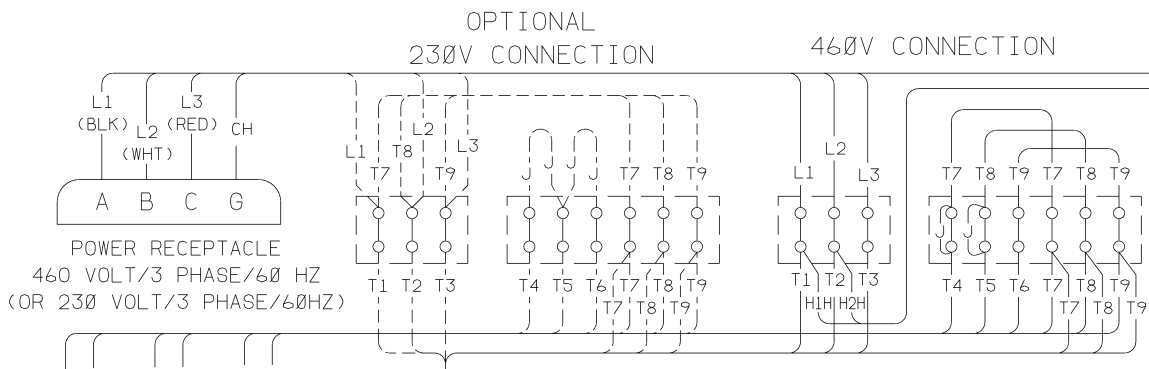 OPTIONAL
230V CONNECTION
460V CONNECTION
L1
(BLK)
L2
(WHT)
L3
(RED)
CH
A B C G
POWER RECEPTACLE
460 VOLT/3 PHASE/60 HZ
(OR 230 VOLT/3 PHASE/60HZ)
L1 T8 L2 L3
T7 T9
J J J J T7 T8 T9
T1 T2 T3
T4 T5 T6 T7 T8 T9
T7 T8 T9
L1 L2 L3
T1 T2 T3
H1H H2H
T7 T8 T9 T7 T8 T9
J J
T4 T5 T6 T7 T8 T9
T7 T8 T9